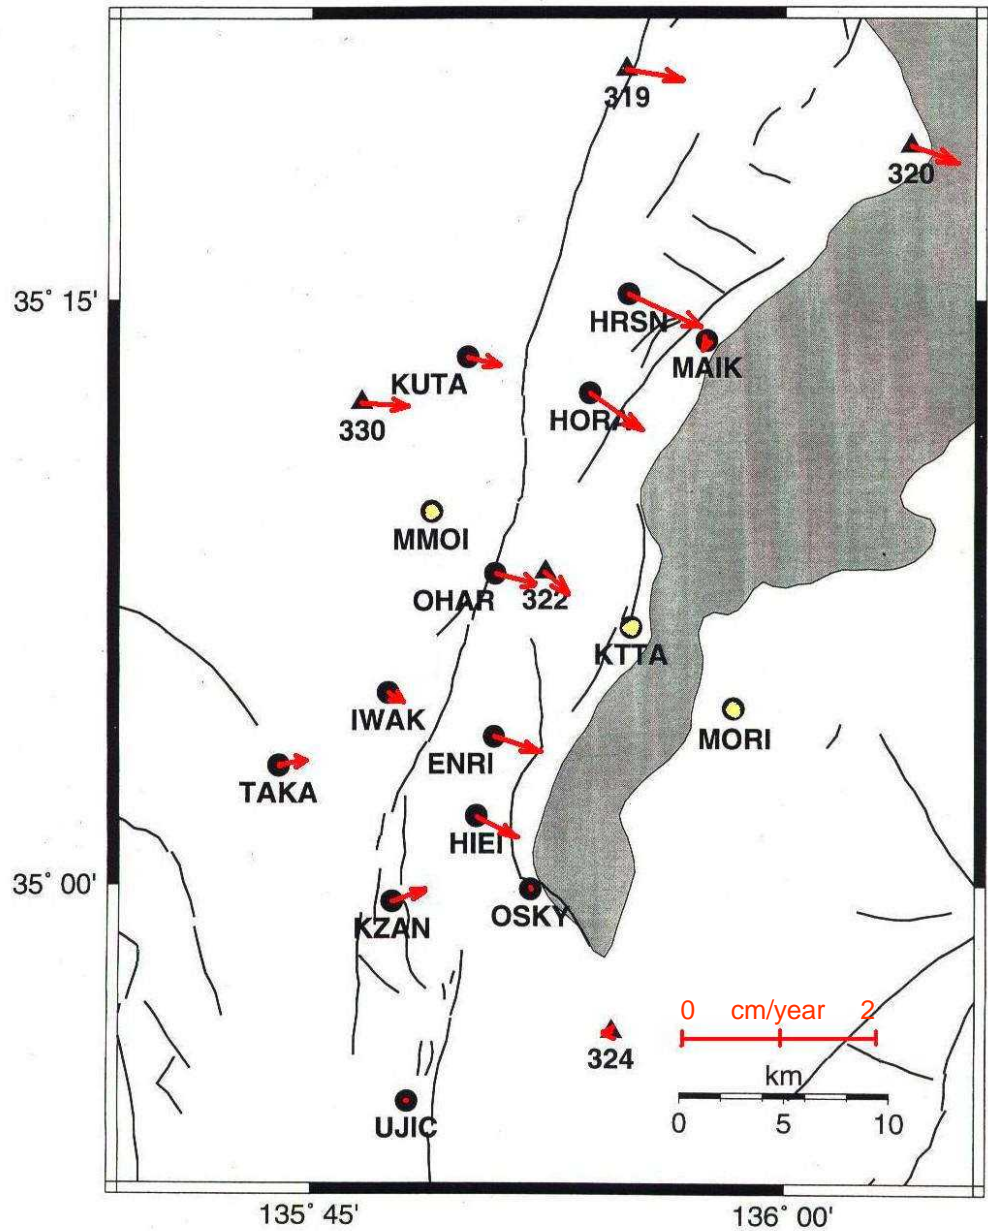 319
320
35° 15'
HRSN
MAIK
KUTA
HORA
330
MMOI
OHAR
322
KTTA
IWAK
MORI
ENRI
TAKA
HIEI
35° 00'
OSKY
KZAN
0 cm/year 2
324
km
0 5 10
UJIC
135° 45'
136° 00'